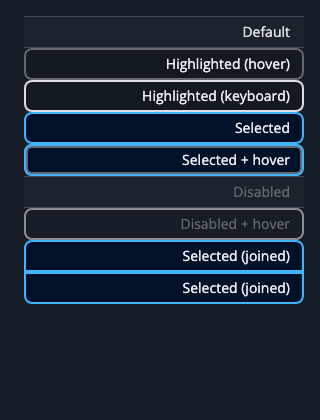 Default
Highlighted (hover)
Highlighted (keyboard)
Selected
Selected + hover
Disabled
Disabled + hover
Selected (joined)
Selected (joined)